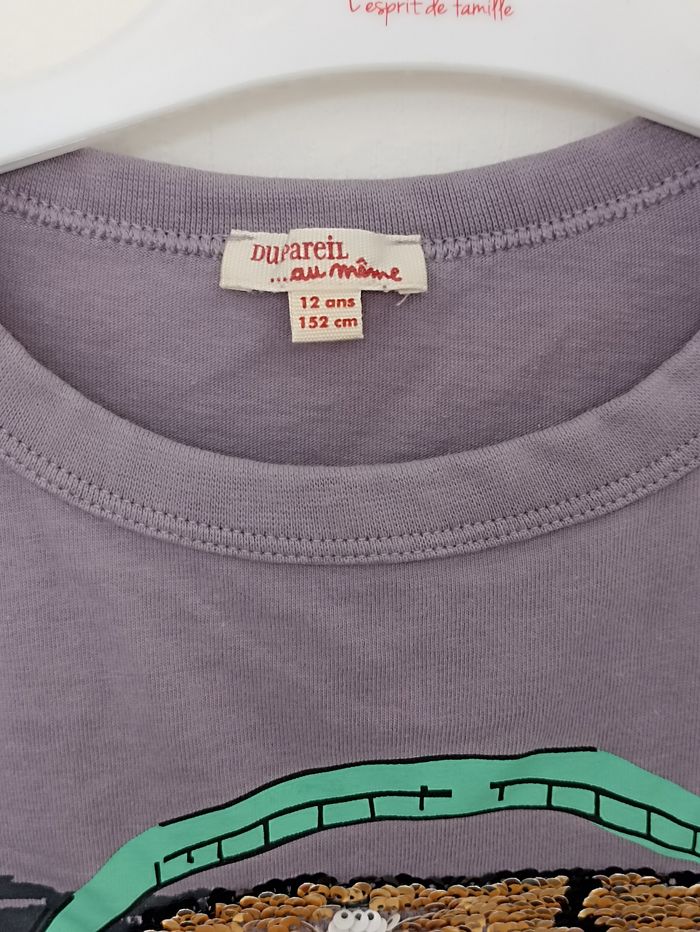 L'esprit de famille
DUPareiL
...au même
12 ans
152 cm